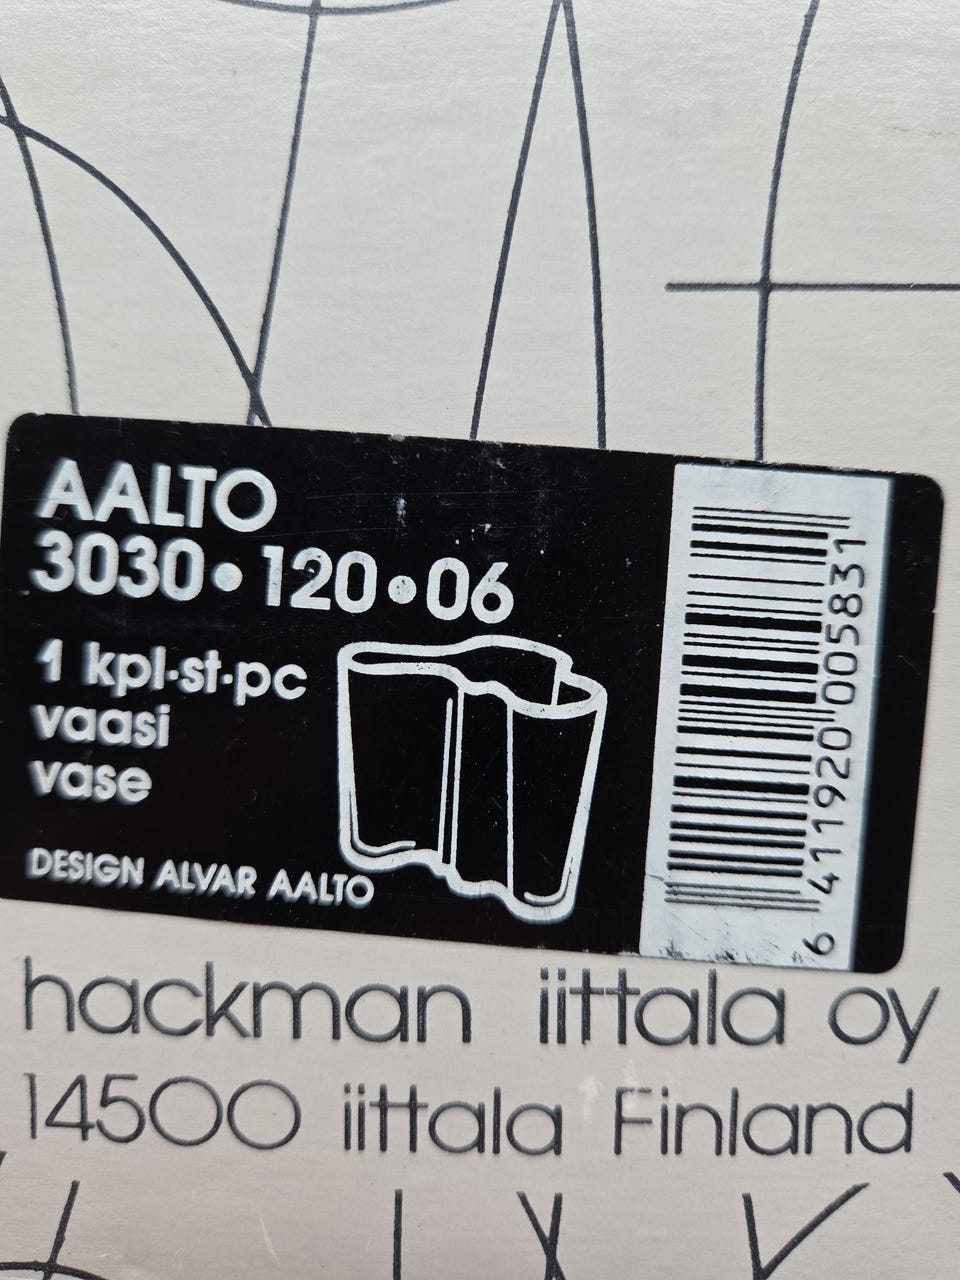 AALTO
3030•120•06
1 kpl·st·pc
vaasi
vase
DESIGN ALVAR AALTO
6 411920 005831
hackman iittala oy
14500 iittala Finland